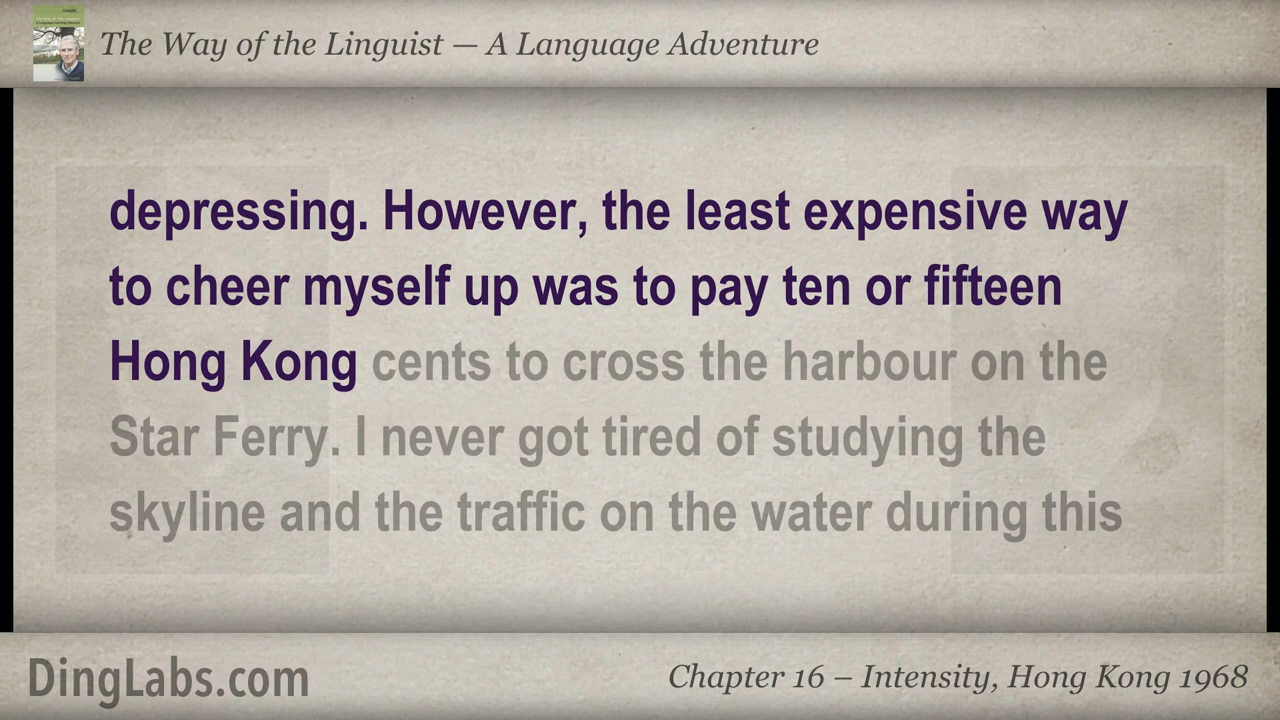 The Way of the Linguist — A Language Adventure
depressing. However, the least expensive way
to cheer myself up was to pay ten or fifteen
Hong Kong cents to cross the harbour on the
Star Ferry. I never got tired of studying the
skyline and the traffic on the water during this
DingLabs.com
Chapter 16 – Intensity, Hong Kong 1968